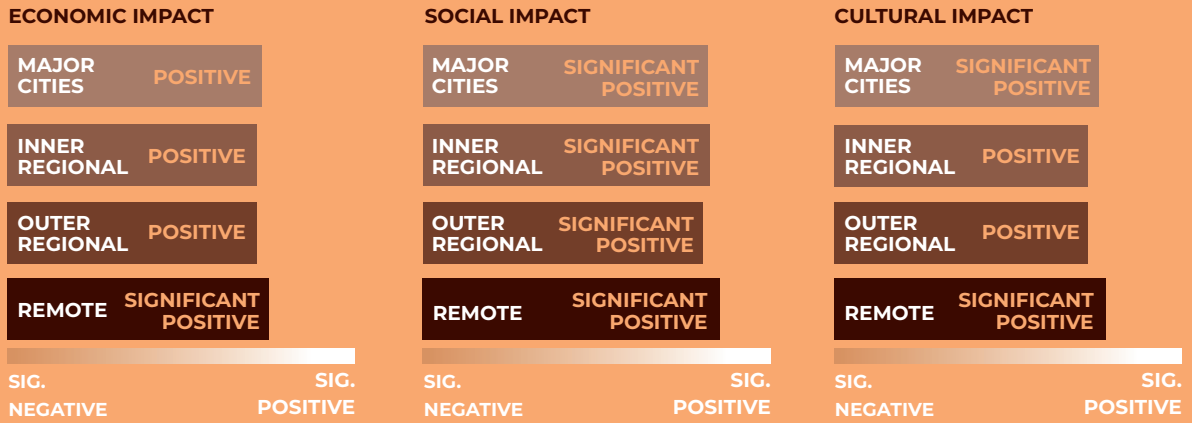 ECONOMIC IMPACT
MAJOR
CITIES
POSITIVE
INNER
REGIONAL
POSITIVE
OUTER
REGIONAL
POSITIVE
REMOTE
SIGNIFICANT
POSITIVE
SIG.
NEGATIVE
SIG.
POSITIVE
SOCIAL IMPACT
MAJOR
CITIES
SIGNIFICANT
POSITIVE
INNER
REGIONAL
SIGNIFICANT
POSITIVE
OUTER
REGIONAL
SIGNIFICANT
POSITIVE
REMOTE
SIGNIFICANT
POSITIVE
SIG.
NEGATIVE
SIG.
POSITIVE
CULTURAL IMPACT
MAJOR
CITIES
SIGNIFICANT
POSITIVE
INNER
REGIONAL
POSITIVE
OUTER
REGIONAL
POSITIVE
REMOTE
SIGNIFICANT
POSITIVE
SIG.
NEGATIVE
SIG.
POSITIVE